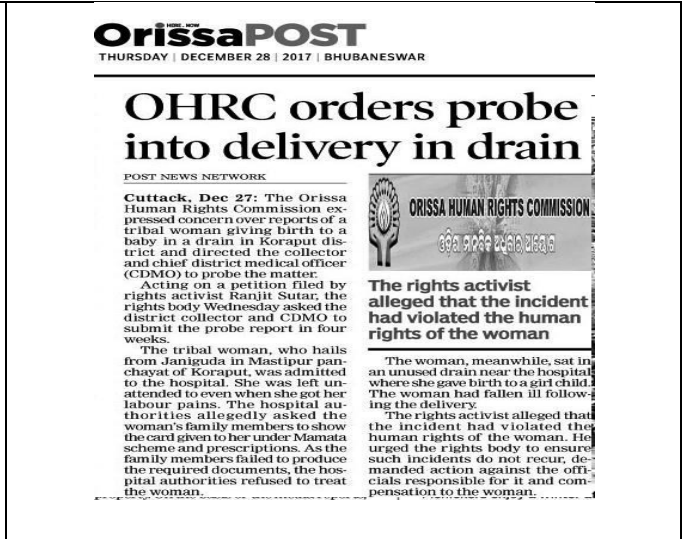 HERE. NOW
OrissaPOST
THURSDAY | DECEMBER 28 | 2017 | BHUBANESWAR
OHRC orders probe
into delivery in drain
POST NEWS NETWORK
Cuttack, Dec 27: The Orissa
Human Rights Commission ex-
pressed concern over reports of a
tribal woman giving birth to a
baby in a drain in Koraput dis-
trict and directed the collector
and chief district medical officer
(CDMO) to probe the matter.
Acting on a petition filed by
rights activist Ranjit Sutar, the
rights body Wednesday asked the
district collector and CDMO to
submit the probe report in four
weeks.
The tribal woman, who hails
from Janiguda in Mastipur pan-
chayat of Koraput, was admitted
to the hospital. She was left un-
attended to even when she got her
labour pains. The hospital au-
thorities allegedly asked the
woman's family members to show
the card given to her under Mamata
scheme and prescriptions. As the
family members failed to produce
the required documents, the hos-
pital authorities refused to treat
the woman.
ORISSA HUMAN RIGHTS COMMISSION
ଓଡ଼ିଶା ମାନବିକ ଅଧିକାର ଆୟୋଗ
The rights activist
alleged that the incident
had violated the human
rights of the woman
The woman, meanwhile, sat in
an unused drain near the hospital
where she gave birth to a girl child.
The woman had fallen ill follow-
ing the delivery.
The rights activist alleged that
the incident had violated the
human rights of the woman. He
urged the rights body to ensure
such incidents do not recur, de-
manded action against the offi-
cials responsible for it and com-
pensation to the woman.